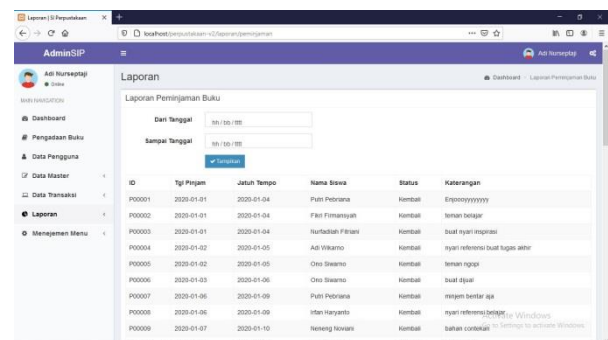 Laporan | SI Perpustakaan
localhost/perpustakaan-v2/laporan/peminjaman
AdminSIP
Adi Nurseptaji
Adi Nurseptaji
Online
Laporan
Dashboard Laporan Peminjaman Buku
MAIN NAVIGATION
Dashboard
Pengadaan Buku
Data Pengguna
Data Master
Data Transaksi
Laporan
Menejemen Menu
Laporan Peminjaman Buku
Dari Tanggal hh / bb / tttt
Sampai Tanggal hh / bb / tttt
Tampilkan
ID Tgl Pinjam Jatuh Tempo Nama Siswa Status Katerangan
P00001 2020-01-01 2020-01-04 Putri Pebriana Kembali Enjoooyyyyyyyy
P00002 2020-01-01 2020-01-04 Fikri Firmansyah Kembali teman belajar
P00003 2020-01-01 2020-01-04 Nurfadilah Fitriani Kembali buat nyari inspirasi
P00004 2020-01-02 2020-01-05 Adi Wikarno Kembali nyari referensi buat tugas akhir
P00005 2020-01-02 2020-01-05 Ono Siwarno Kembali teman ngopi
P00006 2020-01-03 2020-01-06 Ono Siwarno Kembali buat dijual
P00007 2020-01-06 2020-01-09 Putri Pebriana Kembali minjem bentar aja
P00008 2020-01-06 2020-01-09 Irfan Haryanto Kembali nyari referensi belajar
P00009 2020-01-07 2020-01-10 Neneng Noviani Kembali bahan contekan
Activate Windows
Go to Settings to activate Windows.